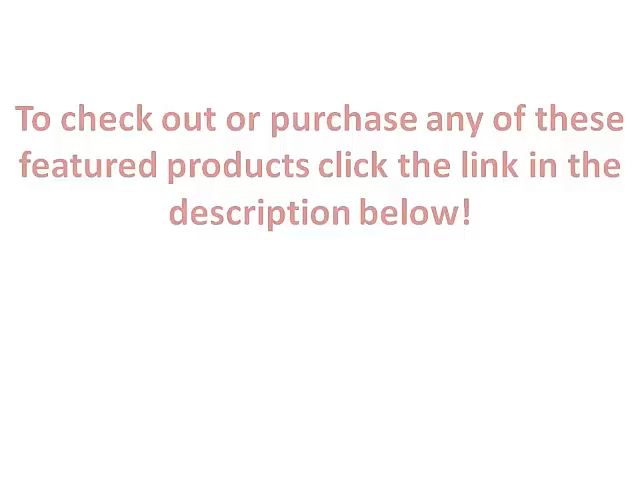 To check out or purchase any of these
featured products click the link in the
description below!